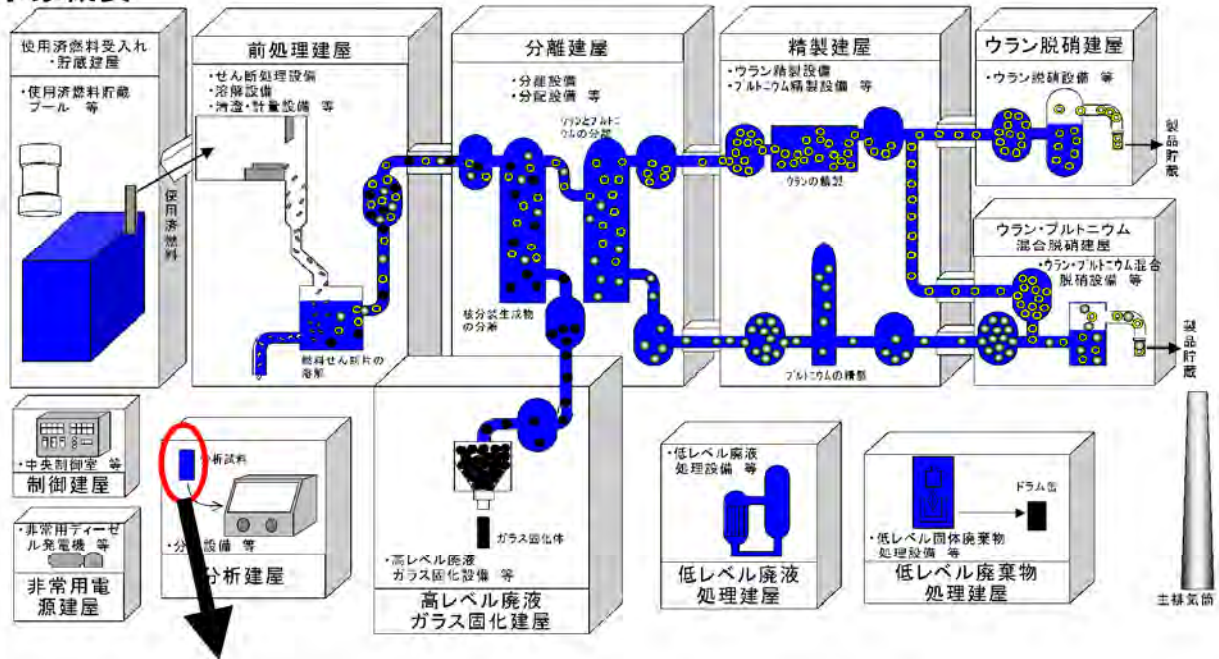 使用済燃料受入れ
・貯蔵建屋
・使用済燃料貯蔵
プール 等
使用済燃料
前処理建屋
・せん断処理設備
・溶解設備
・清澄・計量設備 等
燃料せん断片の
溶解
分離建屋
・分離設備
・分配設備 等
ウランとプルトニ
ウムの分離
核分裂生成物
の分離
精製建屋
・ウラン精製設備
・プルトニウム精製設備 等
ウランの精製
プルトニウムの精製
ウラン脱硝建屋
・ウラン脱硝設備 等
製品貯蔵
ウラン・プルトニウム
混合脱硝建屋
・ウラン・プルトニウム混合
脱硝設備 等
製品貯蔵
・中央制御室 等
制御建屋
・非常用ディーゼ
ル発電機 等
非常用電
源建屋
分析試料
・分 設備 等
分析建屋
ガラス固化体
・高レベル廃液
ガラス固化設備 等
高レベル廃液
ガラス固化建屋
・低レベル廃液
処理設備 等
低レベル廃液
処理建屋
ドラム缶
・低レベル固体廃棄物
処理設備 等
低レベル廃棄物
処理建屋
主排気筒